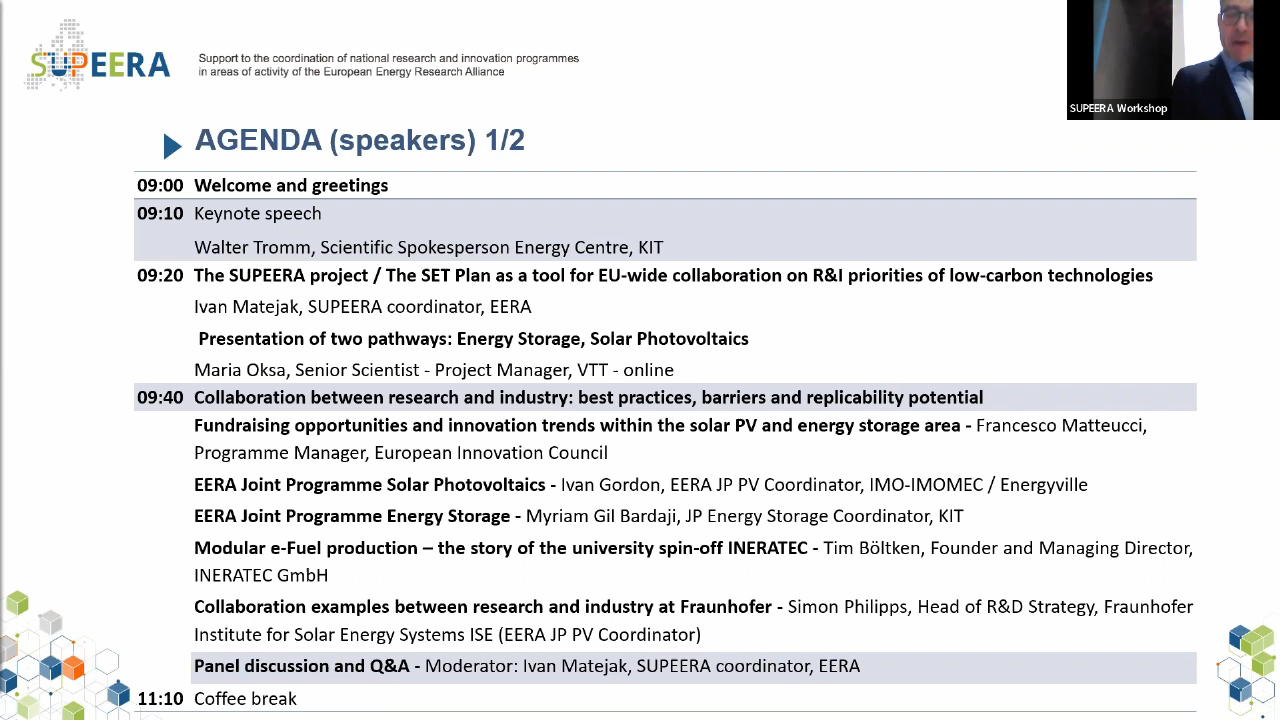 SUPEERA
Support to the coordination of national research and innovation programmes
in areas of activity of the European Energy Research Alliance
SUPEERA Workshop
AGENDA (speakers) 1/2
09:00 Welcome and greetings
09:10 Keynote speech
Walter Tromm, Scientific Spokesperson Energy Centre, KIT
09:20 The SUPEERA project / The SET Plan as a tool for EU-wide collaboration on R&I priorities of low-carbon technologies
Ivan Matejak, SUPEERA coordinator, EERA
Presentation of two pathways: Energy Storage, Solar Photovoltaics
Maria Oksa, Senior Scientist - Project Manager, VTT - online
09:40 Collaboration between research and industry: best practices, barriers and replicability potential
Fundraising opportunities and innovation trends within the solar PV and energy storage area - Francesco Matteucci,
Programme Manager, European Innovation Council
EERA Joint Programme Solar Photovoltaics - Ivan Gordon, EERA JP PV Coordinator, IMO-IMOMEC / Energyville
EERA Joint Programme Energy Storage - Myriam Gil Bardaji, JP Energy Storage Coordinator, KIT
Modular e-Fuel production – the story of the university spin-off INERATEC - Tim Böltken, Founder and Managing Director,
INERATEC GmbH
Collaboration examples between research and industry at Fraunhofer - Simon Philipps, Head of R&D Strategy, Fraunhofer
Institute for Solar Energy Systems ISE (EERA JP PV Coordinator)
Panel discussion and Q&A - Moderator: Ivan Matejak, SUPEERA coordinator, EERA
11:10 Coffee break